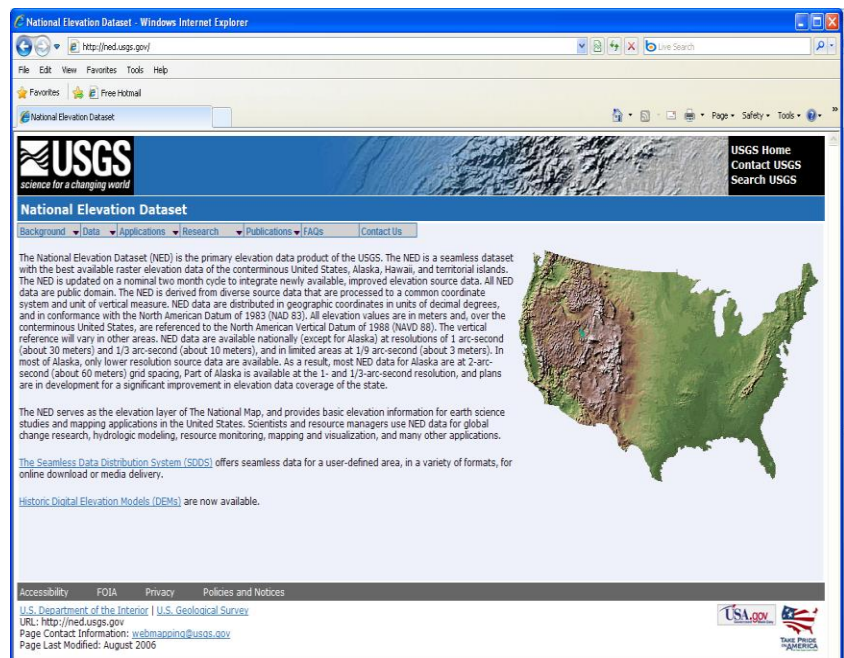 National Elevation Dataset - Windows Internet Explorer
http://ned.usgs.gov/
Live Search
File Edit View Favorites Tools Help
Favorites Free Hotmail
National Elevation Dataset
Page Safety Tools
USGS
science for a changing world
USGS Home
Contact USGS
Search USGS
National Elevation Dataset
Background Data Applications Research Publications FAQs Contact Us
The National Elevation Dataset (NED) is the primary elevation data product of the USGS. The NED is a seamless dataset
with the best available raster elevation data of the conterminous United States, Alaska, Hawaii, and territorial islands.
The NED is updated on a nominal two month cycle to integrate newly available, improved elevation source data. All NED
data are public domain. The NED is derived from diverse source data that are processed to a common coordinate
system and unit of vertical measure. NED data are distributed in geographic coordinates in units of decimal degrees,
and in conformance with the North American Datum of 1983 (NAD 83). All elevation values are in meters and, over the
conterminous United States, are referenced to the North American Vertical Datum of 1988 (NAVD 88). The vertical
reference will vary in other areas. NED data are available nationally (except for Alaska) at resolutions of 1 arc-second
(about 30 meters) and 1/3 arc-second (about 10 meters), and in limited areas at 1/9 arc-second (about 3 meters). In
most of Alaska, only lower resolution source data are available. As a result, most NED data for Alaska are at 2-arc-
second (about 60 meters) grid spacing, Part of Alaska is available at the 1- and 1/3-arc-second resolution, and plans
are in development for a significant improvement in elevation data coverage of the state.
The NED serves as the elevation layer of The National Map, and provides basic elevation information for earth science
studies and mapping applications in the United States. Scientists and resource managers use NED data for global
change research, hydrologic modeling, resource monitoring, mapping and visualization, and many other applications.
The Seamless Data Distribution System (SDDS) offers seamless data for a user-defined area, in a variety of formats, for
online download or media delivery.
Historic Digital Elevation Models (DEMs) are now available.
Accessibility FOIA Privacy Policies and Notices
U.S. Department of the Interior | U.S. Geological Survey
URL: http://ned.usgs.gov
Page Contact Information: webmapping@usgs.gov
Page Last Modified: August 2006
USA.gov
TAKE PRIDE
IN AMERICA